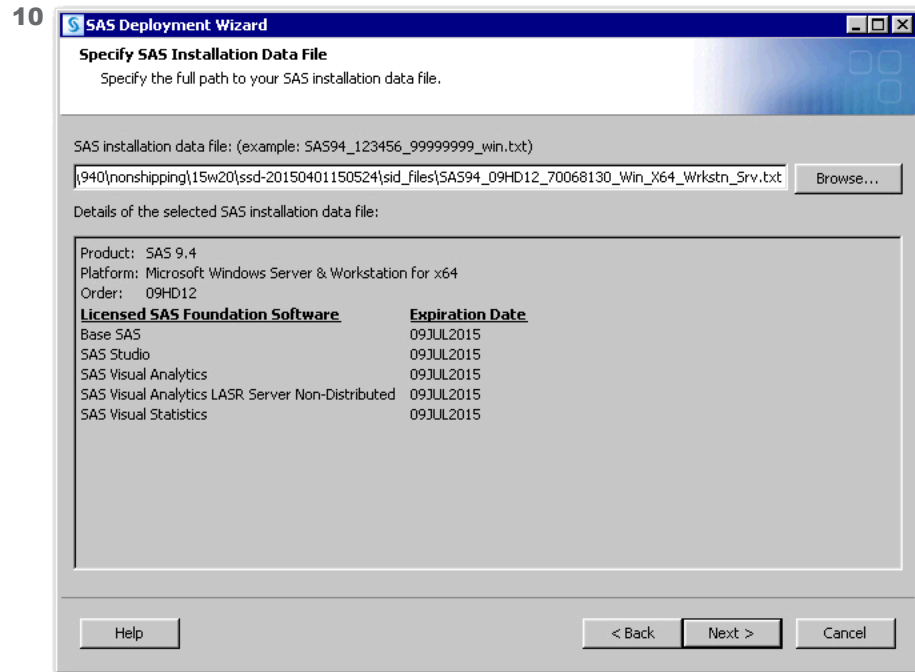 10
SAS Deployment Wizard
Specify SAS Installation Data File
Specify the full path to your SAS installation data file.
SAS installation data file: (example: SAS94_123456_99999999_win.txt)
\940\nonshipping\15w20\ssd-20150401150524\sid_files\SAS94_09HD12_70068130_Win_X64_Wrkstn_Srv.txt
Browse...
Details of the selected SAS installation data file:
Product: SAS 9.4
Platform: Microsoft Windows Server & Workstation for x64
Order: 09HD12
Licensed SAS Foundation Software Expiration Date
Base SAS 09JUL2015
SAS Studio 09JUL2015
SAS Visual Analytics 09JUL2015
SAS Visual Analytics LASR Server Non-Distributed 09JUL2015
SAS Visual Statistics 09JUL2015
Help
< Back
Next >
Cancel